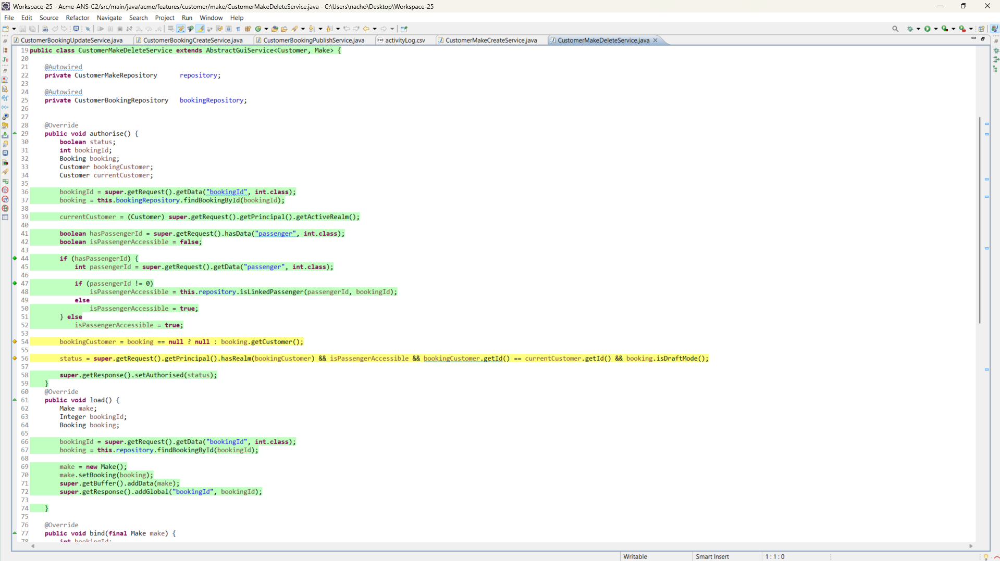 Workspace-25 - Acme-ANS-C2/src/main/java/acme/features/customer/make/CustomerMakeDeleteService.java - C:\Users\nacho\Desktop\Workspace-25
File Edit Source Refactor Navigate Search Project Run Window Help
CustomerBookingUpdateService.java CustomerBookingCreateService.java CustomerBookingPublishService.java activityLog.csv CustomerMakeCreateService.java CustomerMakeDeleteService.java
19 public class CustomerMakeDeleteService extends AbstractGuiService<Customer, Make> {
20
21 @Autowired
22 private CustomerMakeRepository repository;
23
24 @Autowired
25 private CustomerBookingRepository bookingRepository;
26
27
28 @Override
29 public void authorise() {
30 boolean status;
31 int bookingId;
32 Booking booking;
33 Customer bookingCustomer;
34 Customer currentCustomer;
35
36 bookingId = super.getRequest().getData("bookingId", int.class);
37 booking = this.bookingRepository.findBookingById(bookingId);
38
39 currentCustomer = (Customer) super.getRequest().getPrincipal().getActiveRealm();
40
41 boolean hasPassengerId = super.getRequest().hasData("passenger", int.class);
42 boolean isPassengerAccessible = false;
43
44 if (hasPassengerId) {
45 int passengerId = super.getRequest().getData("passenger", int.class);
46
47 if (passengerId != 0)
48 isPassengerAccessible = this.repository.isLinkedPassenger(passengerId, bookingId);
49 else
50 isPassengerAccessible = true;
51 } else
52 isPassengerAccessible = true;
53
54 bookingCustomer = booking == null ? null : booking.getCustomer();
55
56 status = super.getRequest().getPrincipal().hasRealm(bookingCustomer) && isPassengerAccessible && bookingCustomer.getId() == currentCustomer.getId() && booking.isDraftMode();
57
58 super.getResponse().setAuthorised(status);
59 }
60 @Override
61 public void load() {
62 Make make;
63 Integer bookingId;
64 Booking booking;
65
66 bookingId = super.getRequest().getData("bookingId", int.class);
67 booking = this.repository.findBookingById(bookingId);
68
69 make = new Make();
70 make.setBooking(booking);
71 super.getBuffer().addData(make);
72 super.getResponse().addGlobal("bookingId", bookingId);
73
74 }
75
76 @Override
77 public void bind(final Make make) {
78 int bookingId;
Writable Smart Insert 1 : 1 : 0